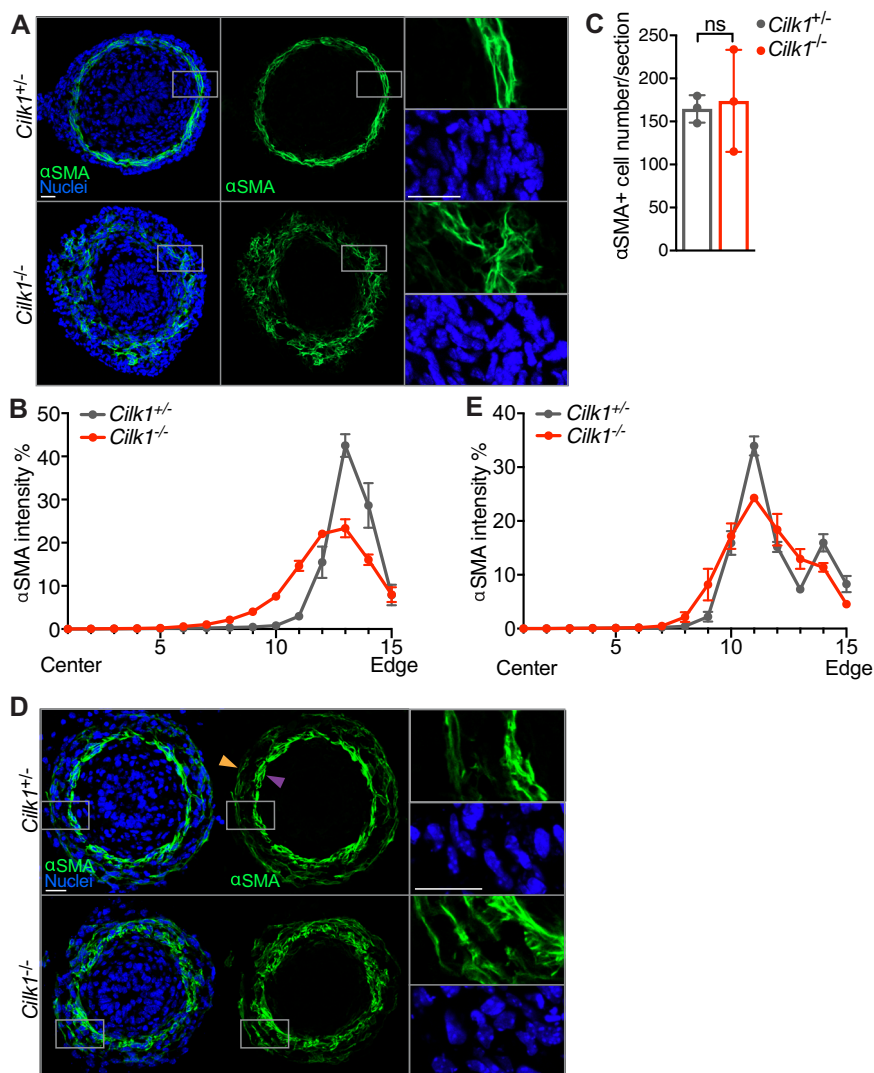 A
Cilk1+/-
αSMA
Nuclei
αSMA
Cilk1-/-
C
ns
Cilk1+/-
Cilk1-/-
αSMA+ cell number/section
250
200
150
100
50
0
B
Cilk1+/-
Cilk1-/-
αSMA intensity %
50
40
30
20
10
0
5
10
15
Center
Edge
E
Cilk1+/-
Cilk1-/-
αSMA intensity %
40
30
20
10
0
5
10
15
Center
Edge
D
Cilk1+/-
αSMA
Nuclei
αSMA
Cilk1-/-